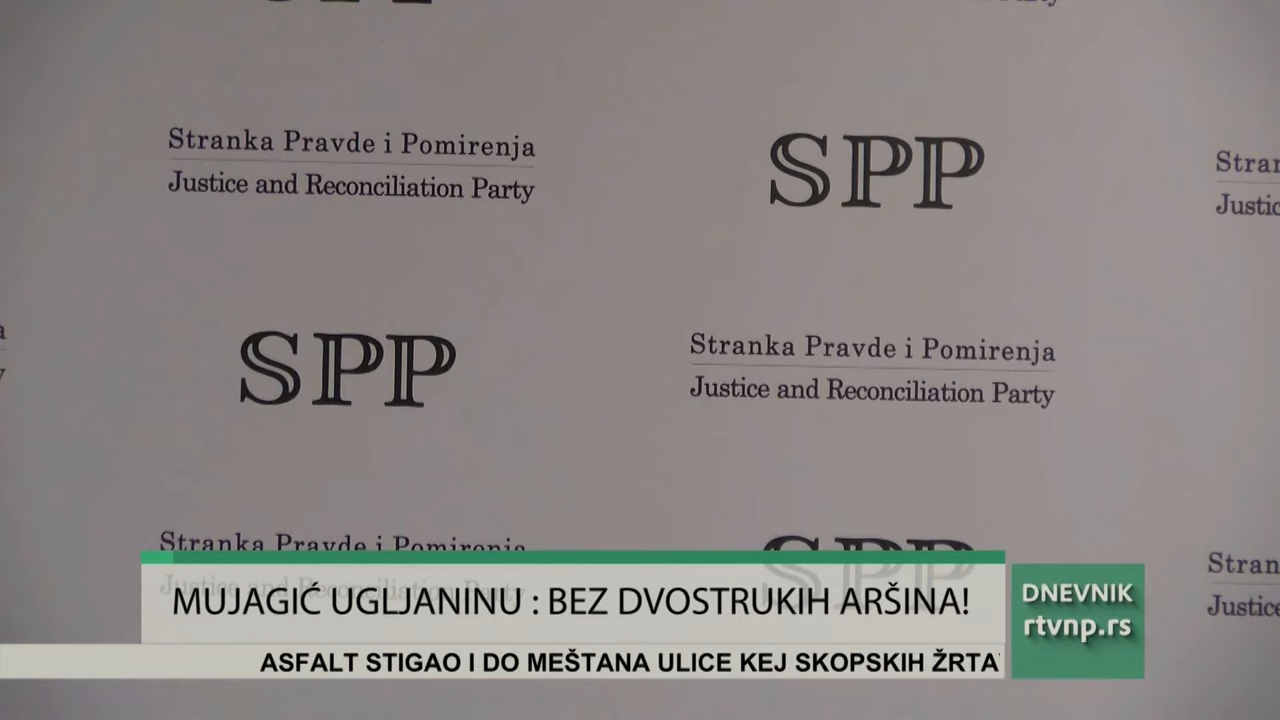 Stranka Pravde i Pomirenja
Justice and Reconciliation Party
SPP
SPP
Stranka Pravde i Pomirenja
Justice and Reconciliation Party
Stranka Pravde i Pomirenja
SPP
MUJAGIĆ UGLJANINU : BEZ DVOSTRUKIH ARŠINA!
DNEVNIK
rtvnp.rs
ASFALT STIGAO I DO MEŠTANA ULICE KEJ SKOPSKIH